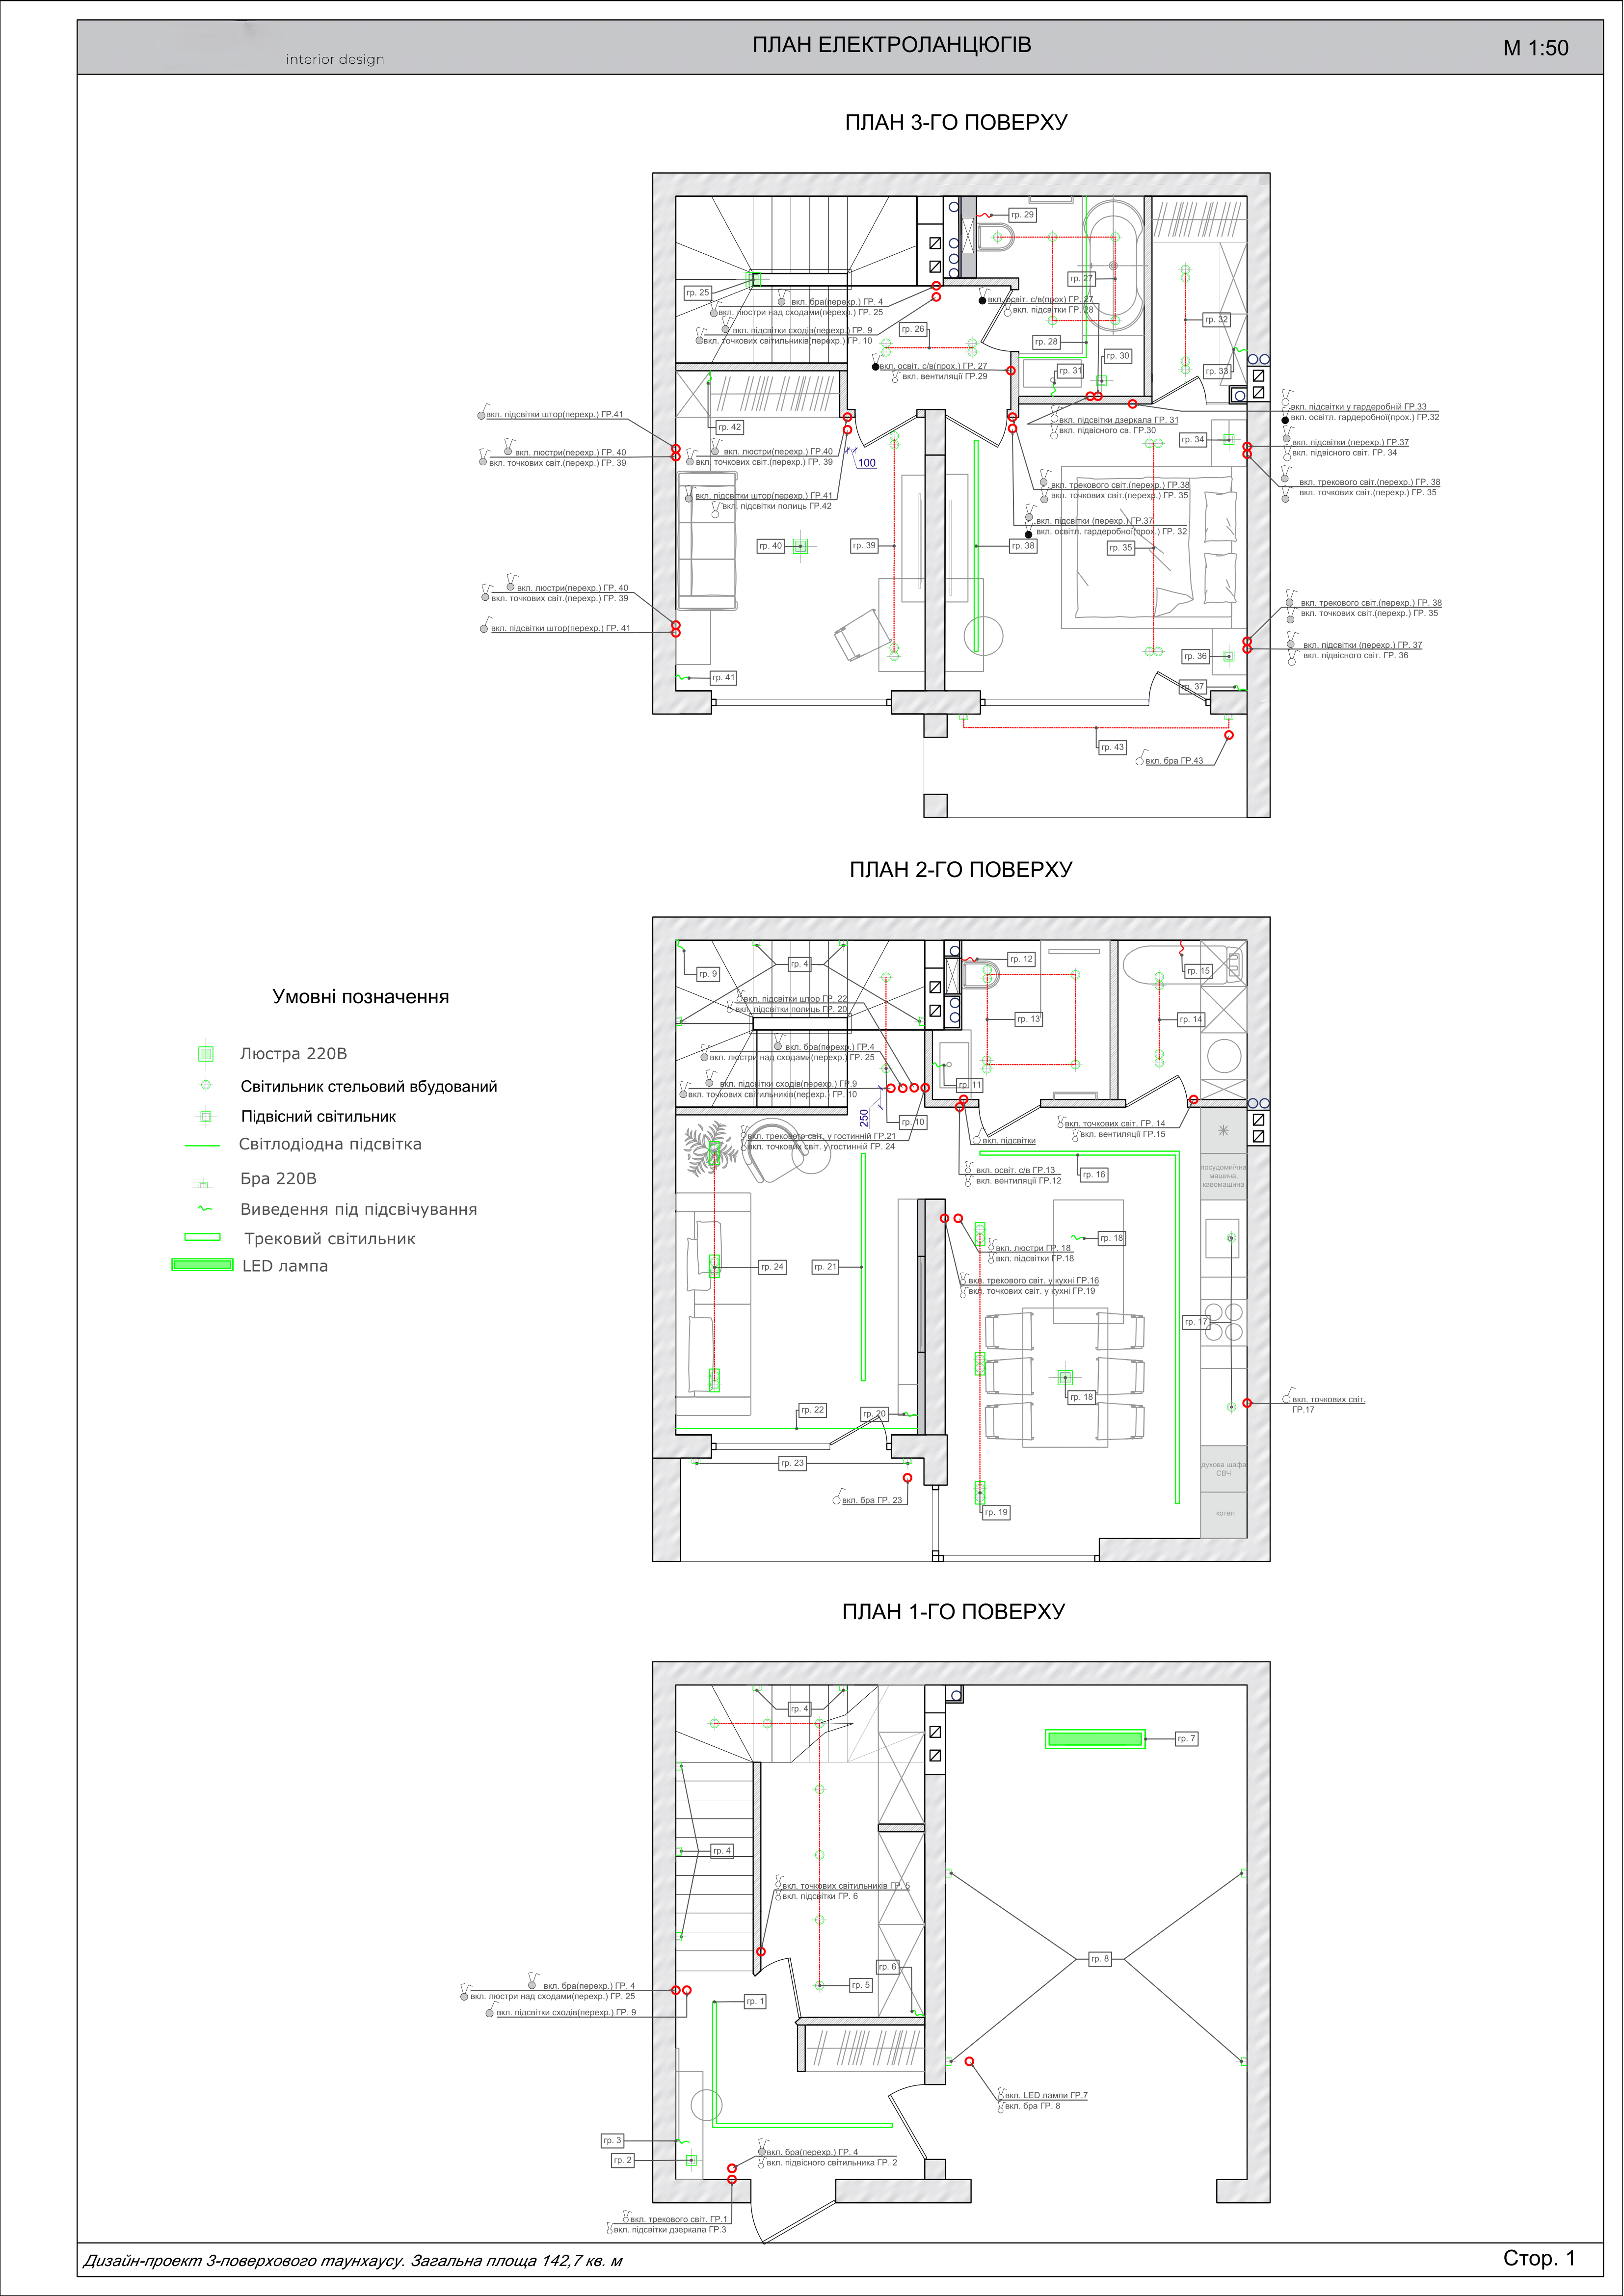 interior design
ПЛАН ЕЛЕКТРОЛАНЦЮГІВ
М 1:50
ПЛАН 3-ГО ПОВЕРХУ
гр. 29
гр. 27
гр. 25
вкл. бра(перехр.) ГР. 4
вкл. люстри над сходами(перехр.) ГР. 25
вкл. освіт. с/в(прох) ГР. 27
вкл. підсвітки ГР. 28
гр. 32
вкл. підсвітки сходів(перехр.) ГР. 9
вкл. точкових світильників(перехр.) ГР. 10
гр. 26
гр. 28
гр. 30
вкл. освіт. с/в(прох.) ГР. 27
вкл. вентиляції ГР.29
гр. 31
гр. 33
вкл. підсвітки штор(перехр.) ГР.41
гр. 42
вкл. підсвітки дзеркала ГР. 31
вкл. підвісного св. ГР.30
вкл. підсвітки у гардеробній ГР.33
вкл. освітл. гардеробної(прох.) ГР.32
вкл. люстри(перехр.) ГР. 40
вкл. точкових світ.(перехр.) ГР. 39
вкл. люстри(перехр.) ГР.40
вкл. точкових світ.(перехр.) ГР. 39
100
гр. 34
вкл. підсвітки (перехр.) ГР.37
вкл. підвісного світ. ГР. 34
вкл. підсвітки штор(перехр.) ГР.41
вкл. підсвітки полиць ГР.42
вкл. трекового світ.(перехр.) ГР.38
вкл. точкових світ.(перехр.) ГР. 35
вкл. трекового світ.(перехр.) ГР. 38
вкл. точкових світ.(перехр.) ГР. 35
вкл. підсвітки (перехр.) ГР.37
вкл. освітл. гардеробної(прох.) ГР. 32
гр. 40
гр. 39
гр. 38
гр. 35
вкл. люстри(перехр.) ГР. 40
вкл. точкових світ.(перехр.) ГР. 39
вкл. трекового світ.(перехр.) ГР. 38
вкл. точкових світ.(перехр.) ГР. 35
вкл. підсвітки штор(перехр.) ГР. 41
вкл. підсвітки (перехр.) ГР. 37
вкл. підвісного світ. ГР. 36
гр. 36
гр. 41
гр. 37
гр. 43
вкл. бра ГР.43
ПЛАН 2-ГО ПОВЕРХУ
гр. 9
гр. 4
гр. 12
гр. 15
вкл. підсвітки штор ГР. 22
вкл. підсвітки полиць ГР. 20
гр. 13
гр. 14
вкл. бра(перехр.) ГР.4
вкл. люстри над сходами(перехр.) ГР. 25
вкл. підсвітки сходів(перехр.) ГР.9
вкл. точкових світильників(перехр.) ГР. 10
гр. 11
250
гр. 10
вкл. точкових світ. ГР. 14
вкл. вентиляції ГР.15
вкл. трекового світ. у гостинній ГР.21
вкл. точкових світ. у гостинній ГР. 24
вкл. підсвітки
вкл. освіт. с/в ГР.13
вкл. вентиляції ГР.12
гр. 16
посудомийна
машина,
кавомашина
гр. 18
вкл. люстри ГР. 18
вкл. підсвітки ГР.18
гр. 24
гр. 21
вкл. трекового світ. у кухні ГР.16
вкл. точкових світ. у кухні ГР.19
гр. 17
гр. 18
вкл. точкових світ.
ГР.17
гр. 22
гр. 20
гр. 23
духова шафа
СВЧ
вкл. бра ГР. 23
гр. 19
котел
Умовні позначення
Люстра 220В
Світильник стельовий вбудований
Підвісний світильник
Світлодіодна підсвітка
Бра 220В
Виведення під підсвічування
Трековий світильник
LED лампа
ПЛАН 1-ГО ПОВЕРХУ
гр. 4
гр. 7
гр. 4
вкл. точкових світильників ГР. 5
вкл. підсвітки ГР. 6
гр. 8
гр. 6
гр. 5
вкл. бра(перехр.) ГР. 4
вкл. люстри над сходами(перехр.) ГР. 25
вкл. підсвітки сходів(перехр.) ГР. 9
гр. 1
вкл. LED лампи ГР.7
вкл. бра ГР. 8
гр. 3
гр. 2
вкл. бра(перехр.) ГР. 4
вкл. підвісного світильника ГР. 2
вкл. трекового світ. ГР.1
вкл. підсвітки дзеркала ГР.3
Дизайн-проект 3-поверхового таунхаусу. Загальна площа 142,7 кв. м
Стор. 1